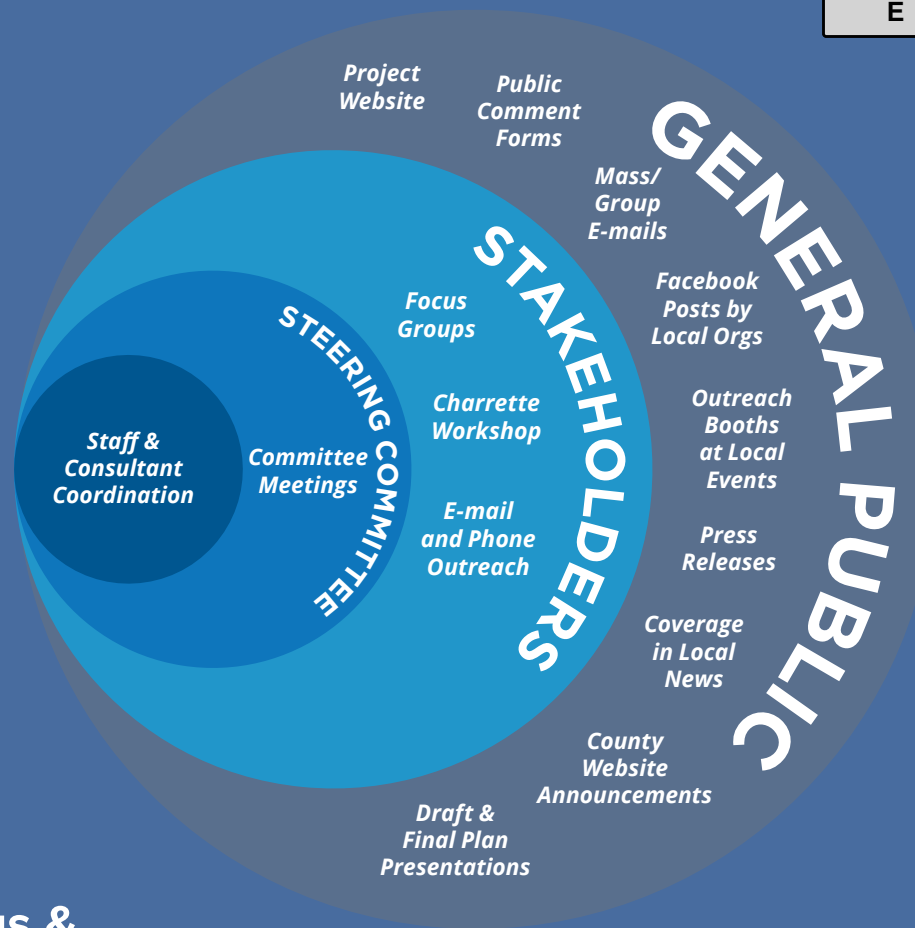 E
Project
Website
Public
Comment
Forms
Mass/
Group
E-mails
GENERAL PUBLIC
Facebook
Posts by
Local Orgs
Outreach
Booths
at Local
Events
Press
Releases
Coverage
in Local
News
County
Website
Announcements
Draft &
Final Plan
Presentations
STAKEHOLDERS
Focus
Groups
Charrette
Workshop
E-mail
and Phone
Outreach
STEERING COMMITTEE
Committee
Meetings
Staff &
Consultant
Coordination
&